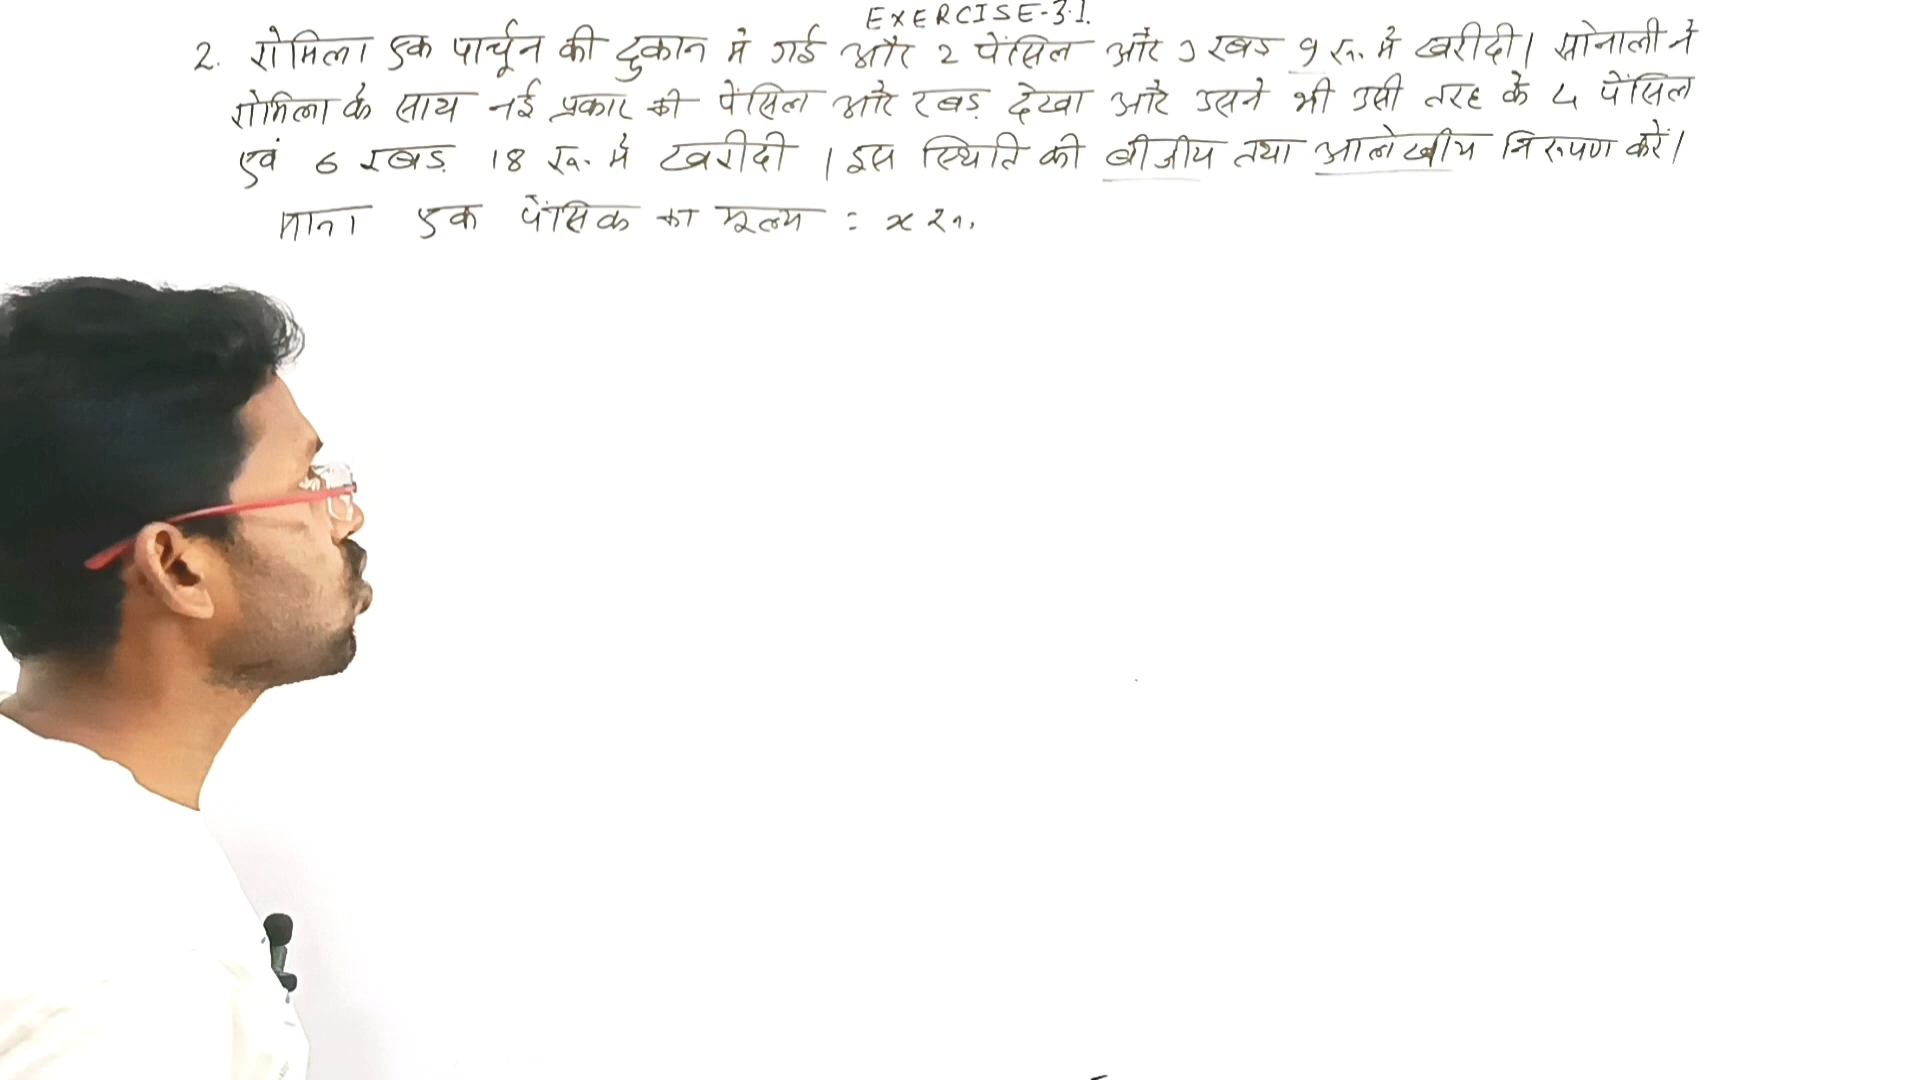 EXERCISE-3.1.
2. रोमिला एक पार्चून की दुकान में गई और 2 पेंसिल और 3 रबड़ 9 रू. में खरीदी। सोनाली ने
रोमिला के साथ नई प्रकार की पेंसिल और रबड़ देखा और उसने भी उसी तरह के 4 पेंसिल
एवं 6 रबड़ 18 रू. में खरीदी। इस स्थिति की बीजीय तथा आलेखीय निरूपण करें।
माना एक पेंसिक का मूल्य = x रू.